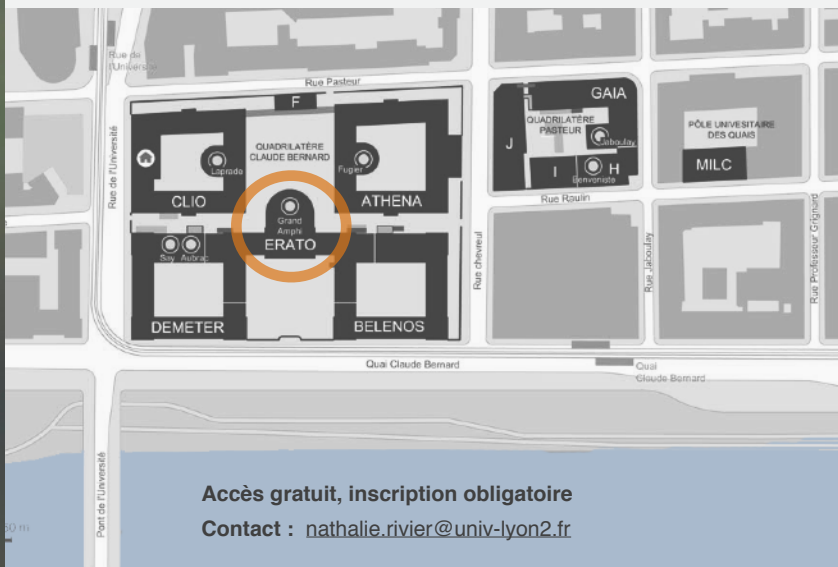 Rue de
l'Université
Rue Pasteur
F
GAIA
QUADRILATÈRE
PASTEUR
Jaboulay
J
I
H
Benveniste
PÔLE UNIVESITAIRE
DES QUAIS
MILC
QUADRILATÈRE
CLAUDE BERNARD
Laprade
Fugier
CLIO
ATHENA
Rue de l'Université
Rue Raulin
Grand
Amphi
ERATO
Say
Aubrac
Rue chevreul
Rue Jaboulay
Rue Professeur Grignard
DEMETER
BELENOS
Quai Claude Bernard
Quai
Claude Bernard
Pont de l'Université
50 m
Accès gratuit, inscription obligatoire
Contact : nathalie.rivier@univ-lyon2.fr